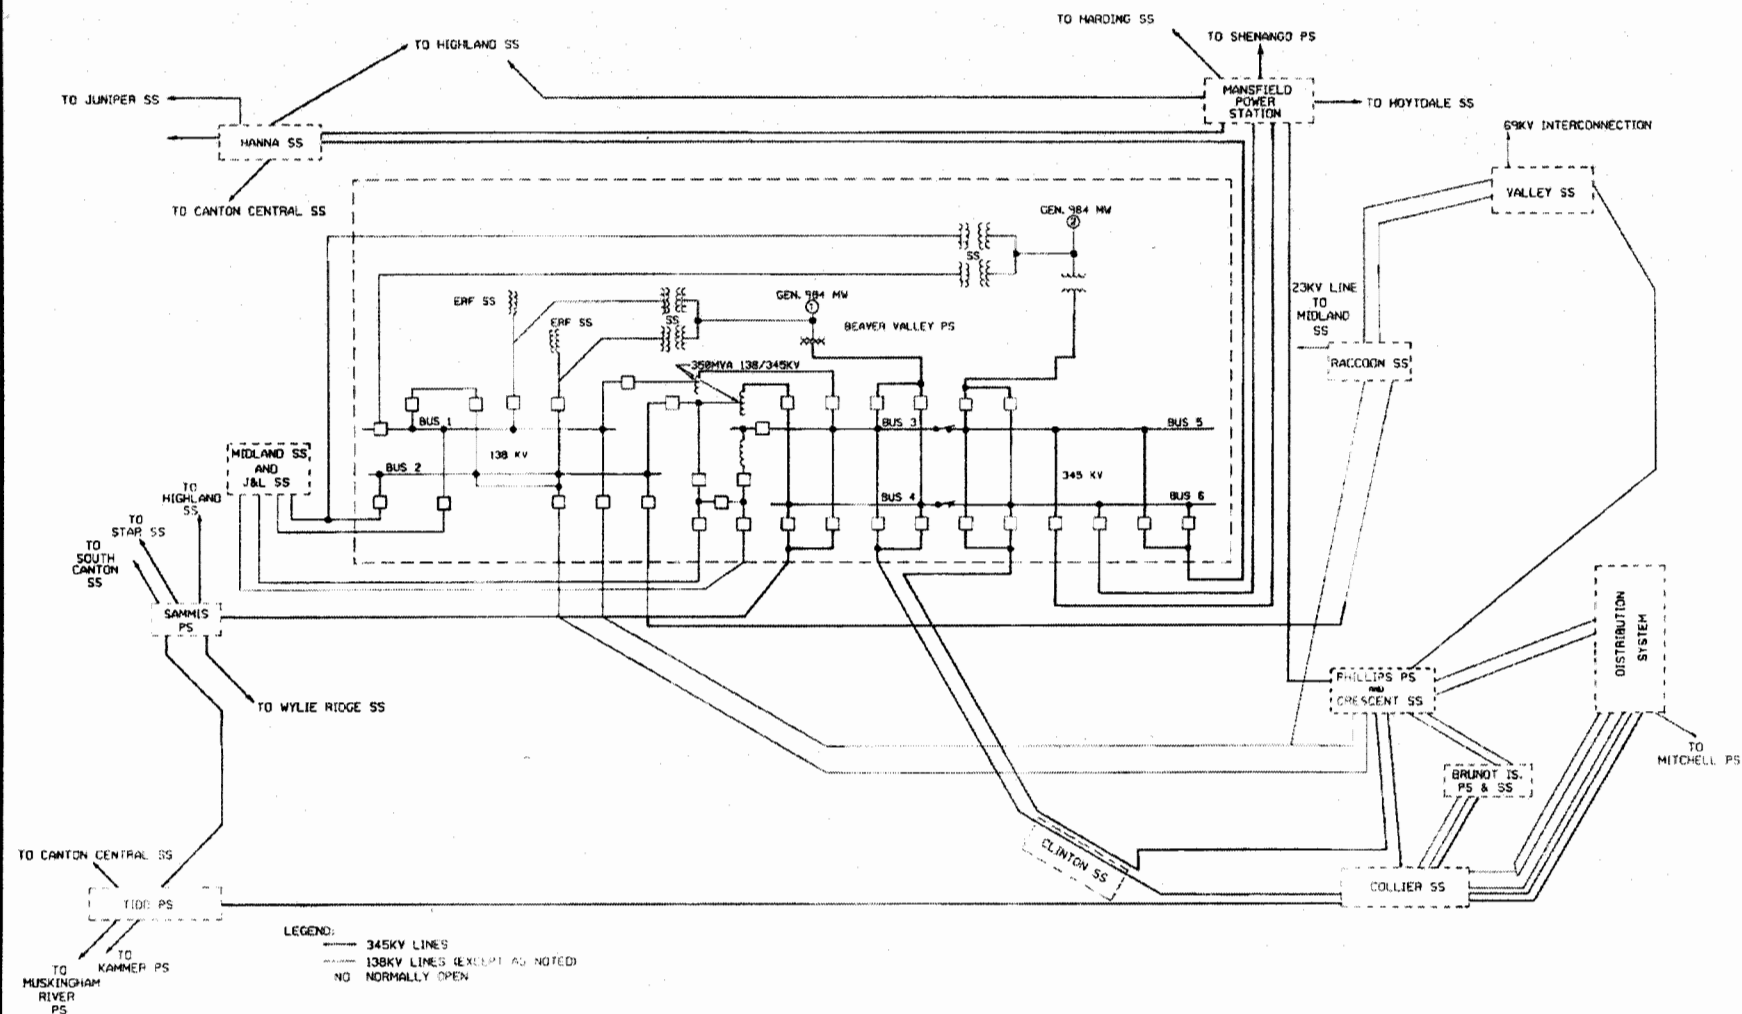 TO HARDING SS
TO SHENANGO PS
TO HIGHLAND SS
TO JUNIPER SS
MANSFIELD
POWER
STATION
TO HOYTDALE SS
69KV INTERCONNECTION
HANNA SS
VALLEY SS
TO CANTON CENTRAL SS
GEN. 984 MW
2
SS
23KV LINE
TO
MIDLAND
SS
ERF SS
SS
GEN. 984 MW
1
ERF SS
BEAVER VALLEY PS
RACCOON SS
350MVA 138/345KV
BUS 1
BUS 3
BUS 5
MIDLAND SS
AND
J&L SS
BUS 2
138 KV
345 KV
BUS 4
BUS 6
TO
HIGHLAND
SS
TO
STAR SS
TO
SOUTH
CANTON
SS
SAMMIS
PS
DISTRIBUTION
SYSTEM
PHILLIPS PS
AND
CRESCENT SS
TO WYLIE RIDGE SS
TO
MITCHELL PS
BRUNOT IS.
PS & SS
CLINTON SS
TO CANTON CENTRAL SS
COLLIER SS
TIDD PS
LEGEND:
345KV LINES
138KV LINES (EXCEPT AS NOTED)
NO NORMALLY OPEN
TO
KAMMER PS
TO
MUSKINGHAM
RIVER
PS